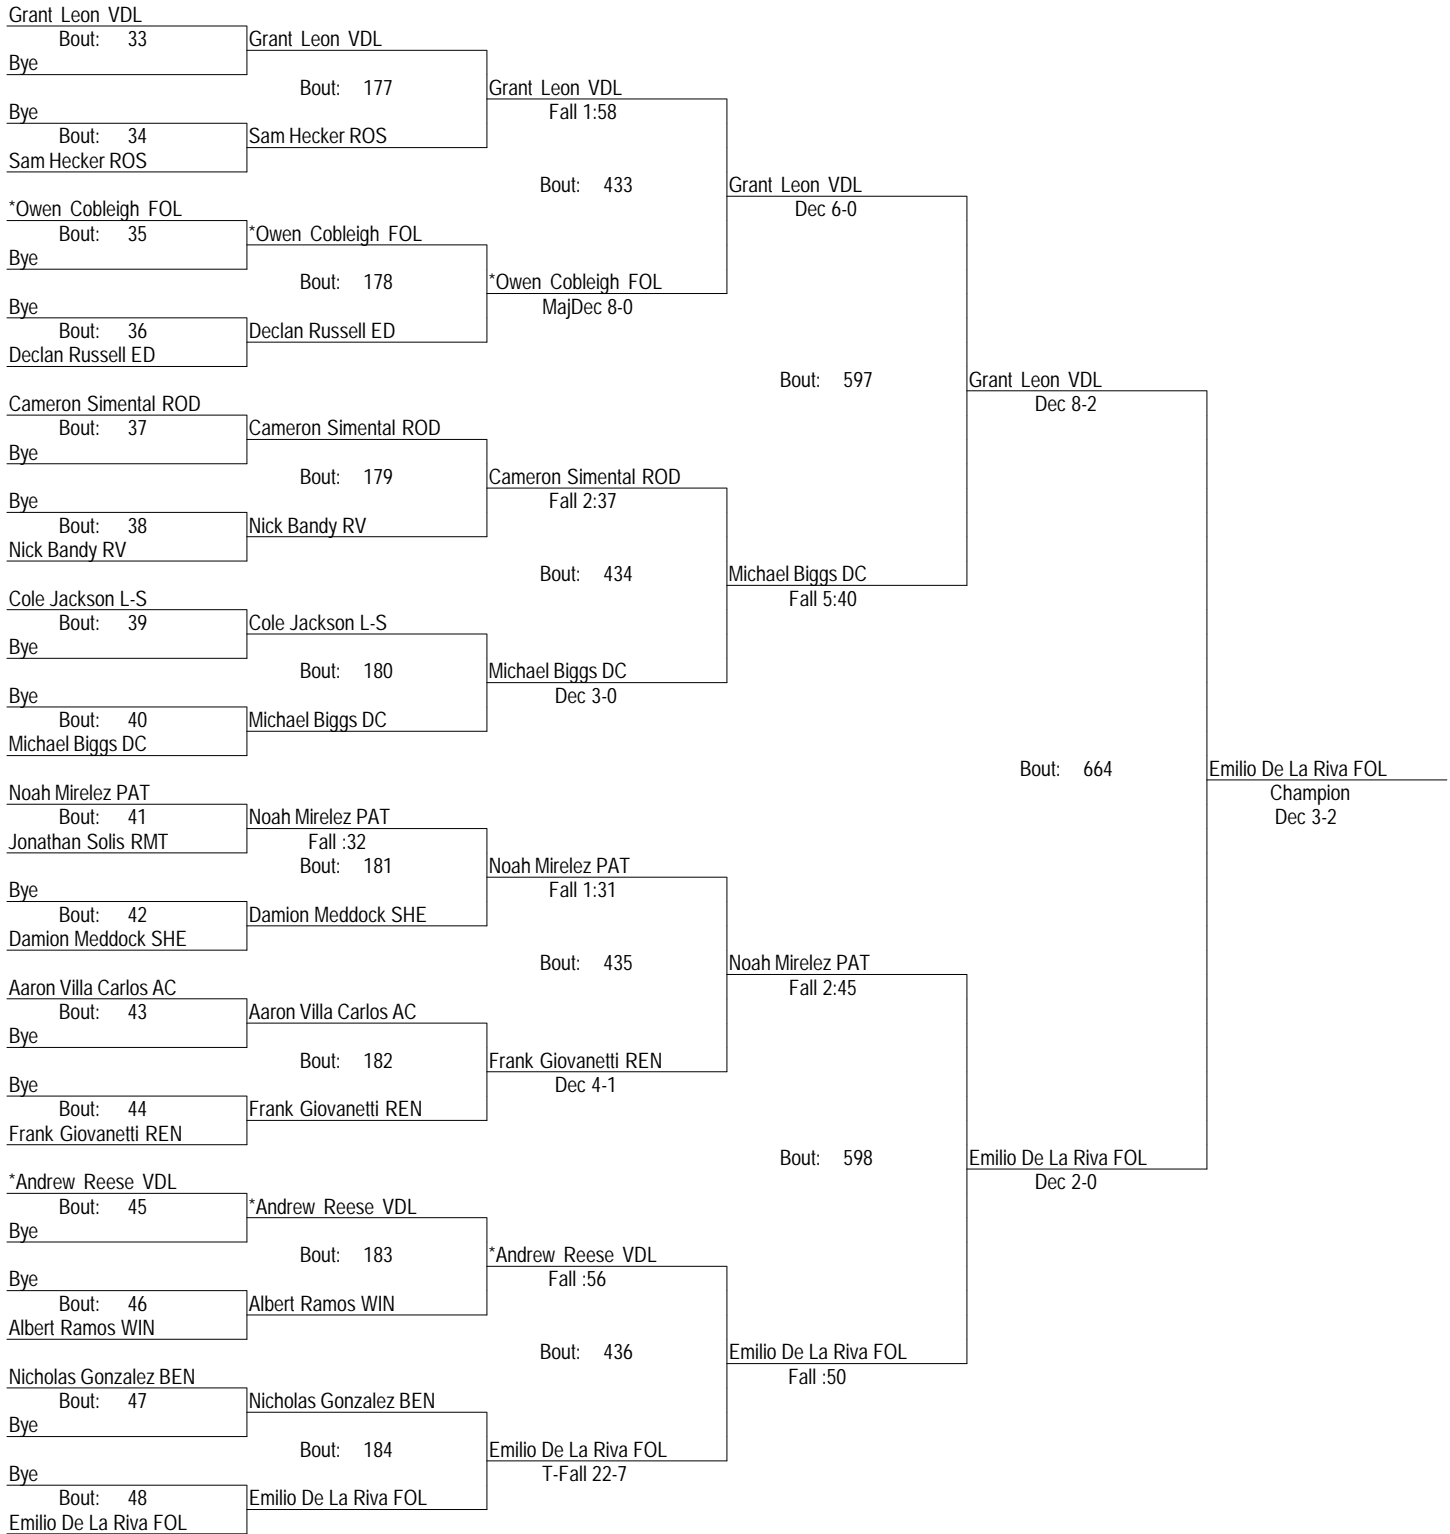 Grant Leon VDL
Bout: 33
Grant Leon VDL
Bye
Bout: 177
Grant Leon VDL
Bye
Fall 1:58
Bout: 34
Sam Hecker ROS
Sam Hecker ROS
Bout: 433
Grant Leon VDL
*Owen Cobleigh FOL
Dec 6-0
Bout: 35
*Owen Cobleigh FOL
Bye
Bout: 178
*Owen Cobleigh FOL
Bye
MajDec 8-0
Bout: 36
Declan Russell ED
Declan Russell ED
Bout: 597
Grant Leon VDL
Cameron Simental ROD
Dec 8-2
Bout: 37
Cameron Simental ROD
Bye
Bout: 179
Cameron Simental ROD
Bye
Fall 2:37
Bout: 38
Nick Bandy RV
Nick Bandy RV
Bout: 434
Michael Biggs DC
Cole Jackson L-S
Fall 5:40
Bout: 39
Cole Jackson L-S
Bye
Bout: 180
Michael Biggs DC
Bye
Dec 3-0
Bout: 40
Michael Biggs DC
Michael Biggs DC
Bout: 664
Emilio De La Riva FOL
Noah Mirelez PAT
Champion
Bout: 41
Noah Mirelez PAT
Dec 3-2
Jonathan Solis RMT
Fall :32
Bout: 181
Noah Mirelez PAT
Bye
Fall 1:31
Bout: 42
Damion Meddock SHE
Damion Meddock SHE
Bout: 435
Noah Mirelez PAT
Aaron Villa Carlos AC
Fall 2:45
Bout: 43
Aaron Villa Carlos AC
Bye
Bout: 182
Frank Giovanetti REN
Bye
Dec 4-1
Bout: 44
Frank Giovanetti REN
Frank Giovanetti REN
Bout: 598
Emilio De La Riva FOL
*Andrew Reese VDL
Dec 2-0
Bout: 45
*Andrew Reese VDL
Bye
Bout: 183
*Andrew Reese VDL
Bye
Fall :56
Bout: 46
Albert Ramos WIN
Albert Ramos WIN
Bout: 436
Emilio De La Riva FOL
Nicholas Gonzalez BEN
Fall :50
Bout: 47
Nicholas Gonzalez BEN
Bye
Bout: 184
Emilio De La Riva FOL
Bye
T-Fall 22-7
Bout: 48
Emilio De La Riva FOL
Emilio De La Riva FOL